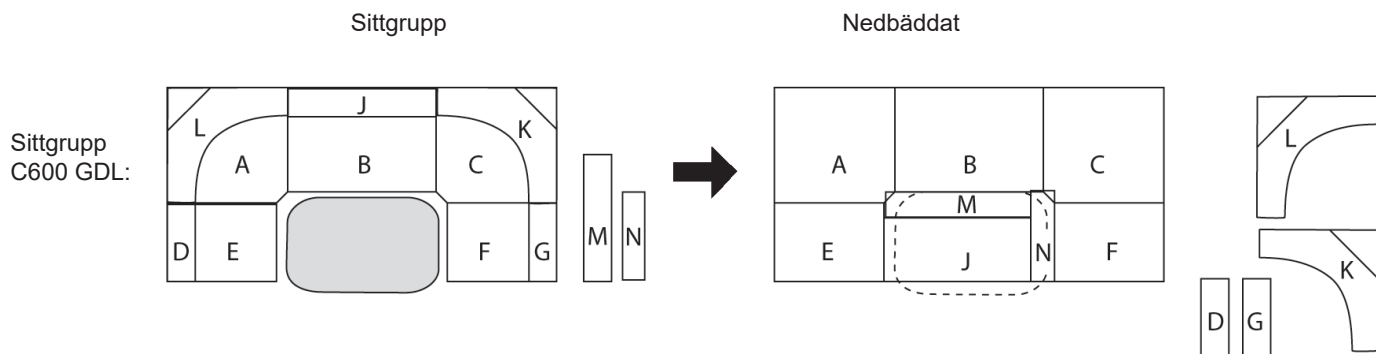 Sittgrupp
Nedbäddat
Sittgrupp
C600 GDL:
J
L
K
A
B
C
D
E
F
G
M
N
A
B
C
M
E
J
N
F
L
K
D
G